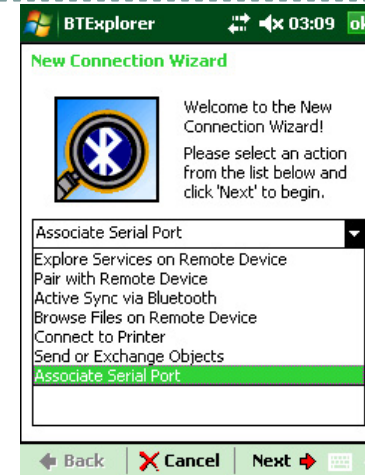 BTExplorer 03:09 ok
New Connection Wizard
Welcome to the New
Connection Wizard!
Please select an action
from the list below and
click 'Next' to begin.
Associate Serial Port
Explore Services on Remote Device
Pair with Remote Device
Active Sync via Bluetooth
Browse Files on Remote Device
Connect to Printer
Send or Exchange Objects
Associate Serial Port
Back Cancel Next